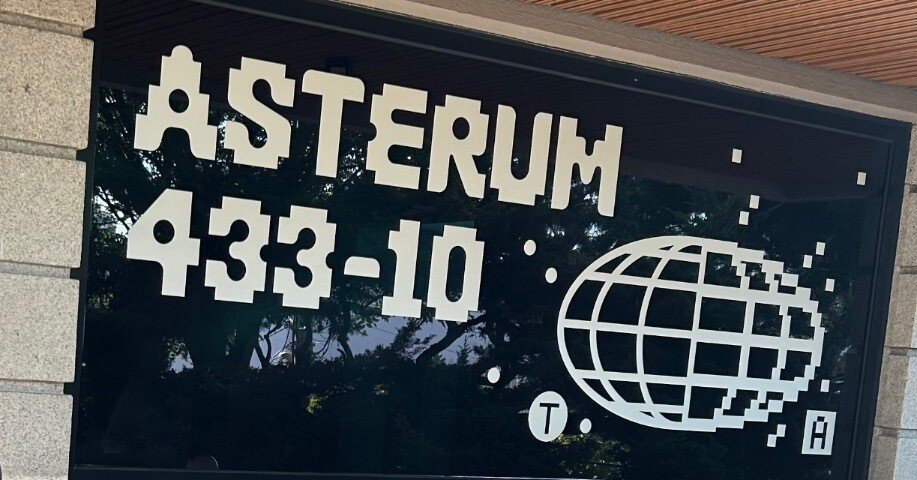 ASTERUM
433-10
T
A